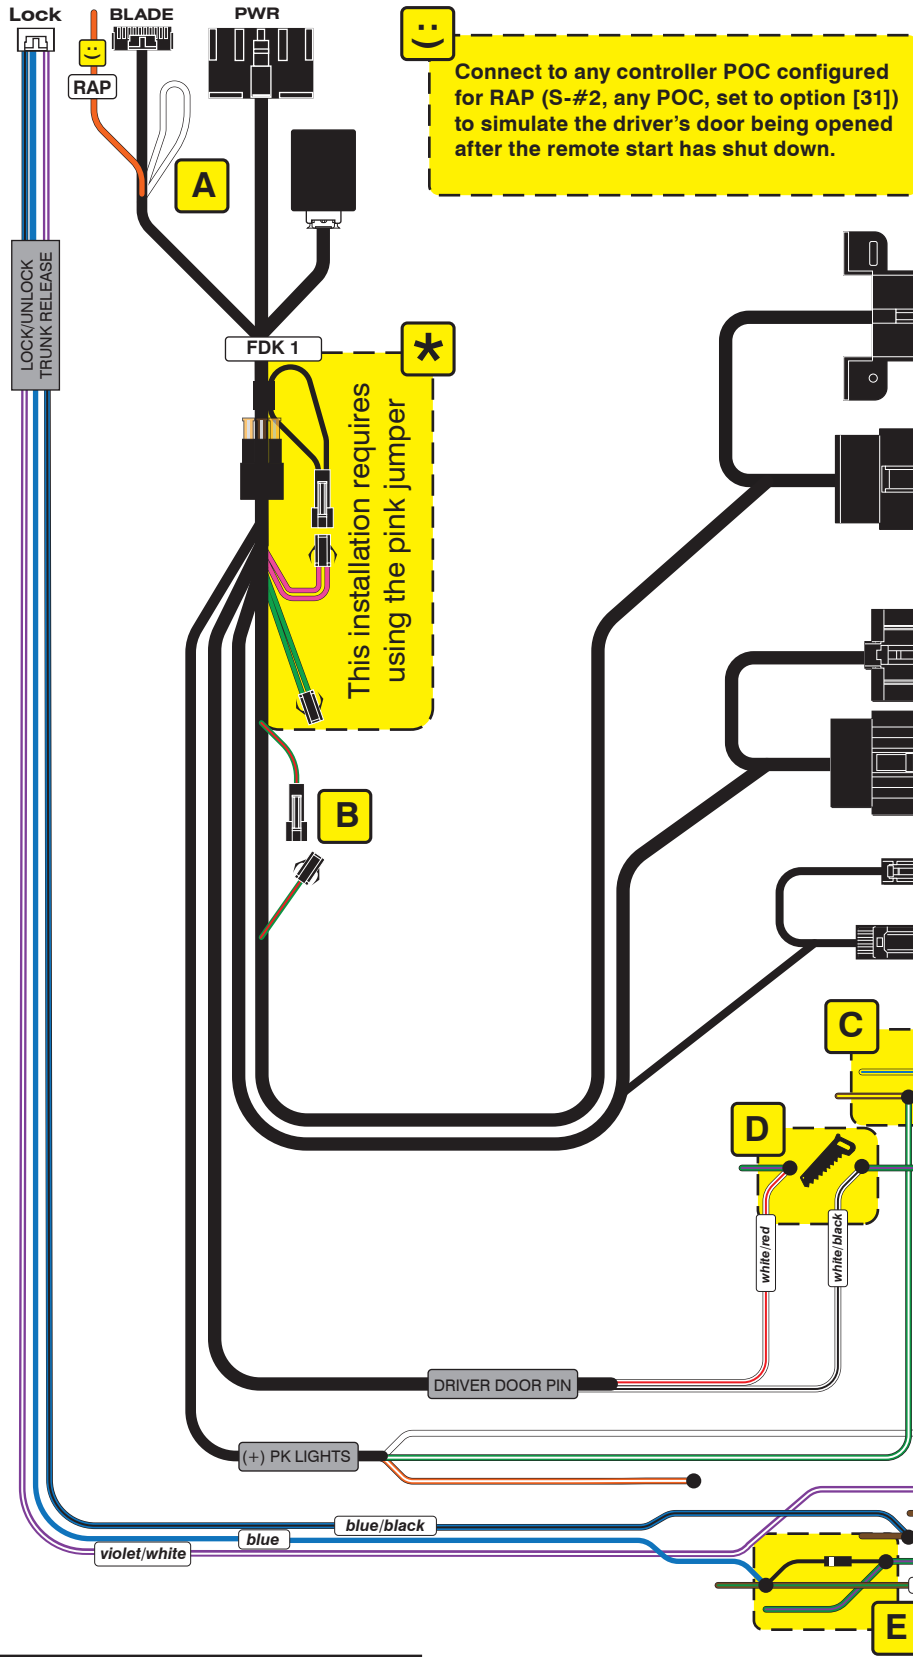 Lock
BLADE
PWR
RAP
Connect to any controller POC configured
for RAP (S-#2, any POC, set to option [31])
to simulate the driver's door being opened
after the remote start has shut down.
A
LOCK/UNLOCK
TRUNK RELEASE
FDK 1
*
This installation requires
using the pink jumper
B
C
D
white/red
white/black
DRIVER DOOR PIN
(+) PK LIGHTS
blue/black
blue
violet/white
E